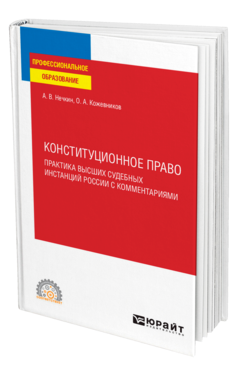 ПРОФЕССИОНАЛЬНОЕ
ОБРАЗОВАНИЕ
А. В. Нечкин, О. А. Кожевников
КОНСТИТУЦИОННОЕ ПРАВО
ПРАКТИКА ВЫСШИХ СУДЕБНЫХ
ИНСТАНЦИЙ РОССИИ С КОММЕНТАРИЯМИ
юрайт